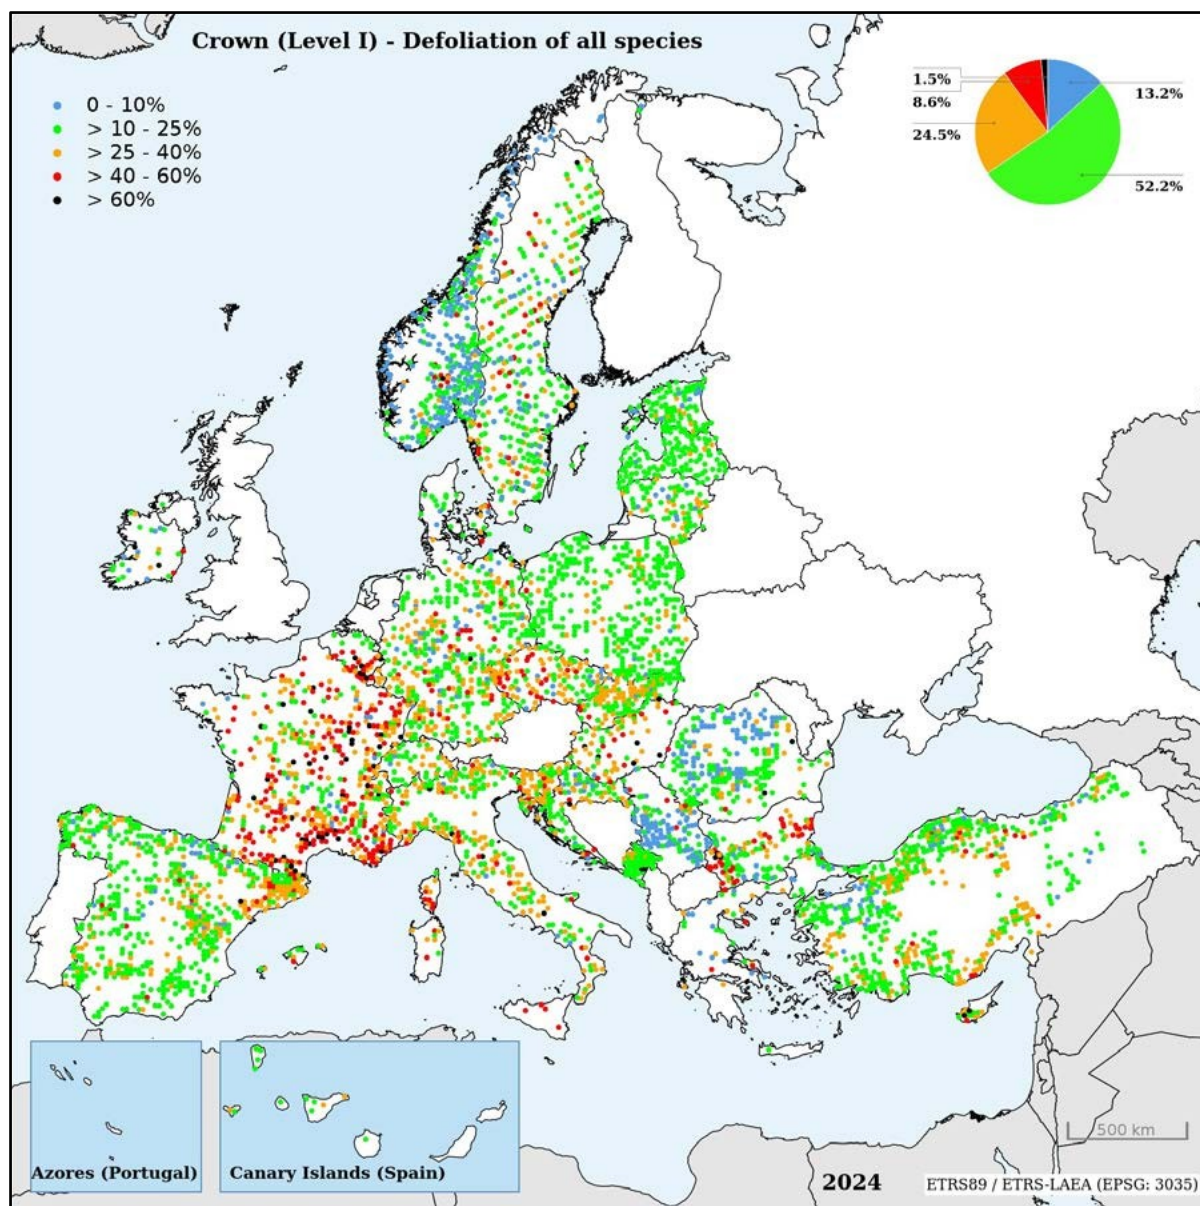 Crown (Level I) - Defoliation of all species
0 - 10%
> 10 - 25%
> 25 - 40%
> 40 - 60%
> 60%
1.5%
8.6%
24.5%
13.2%
52.2%
Azores (Portugal)
Canary Islands (Spain)
500 km
2024
ETRS89 / ETRS-LAEA (EPSG: 3035)